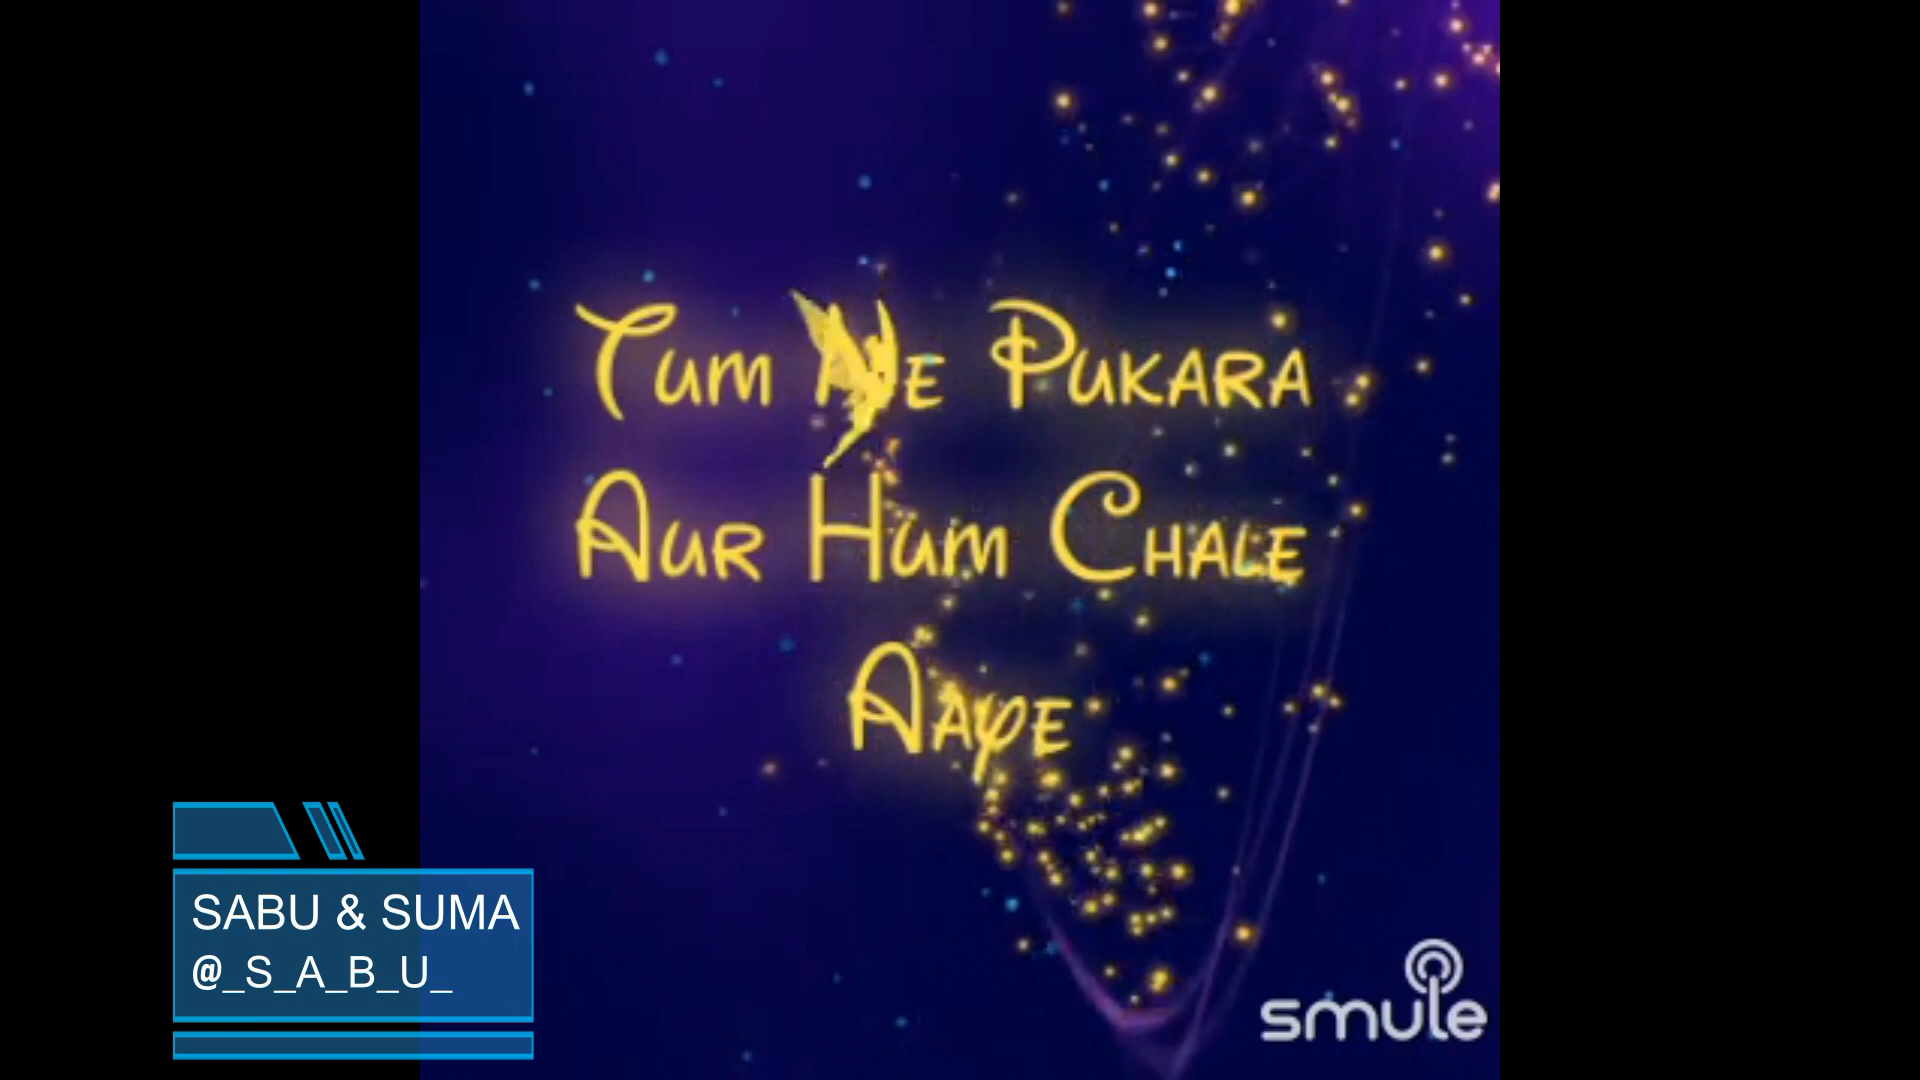 Tum Ne Pukara
Aur Hum Chale
Aaye
SABU & SUMA
@_S_A_B_U_
smule